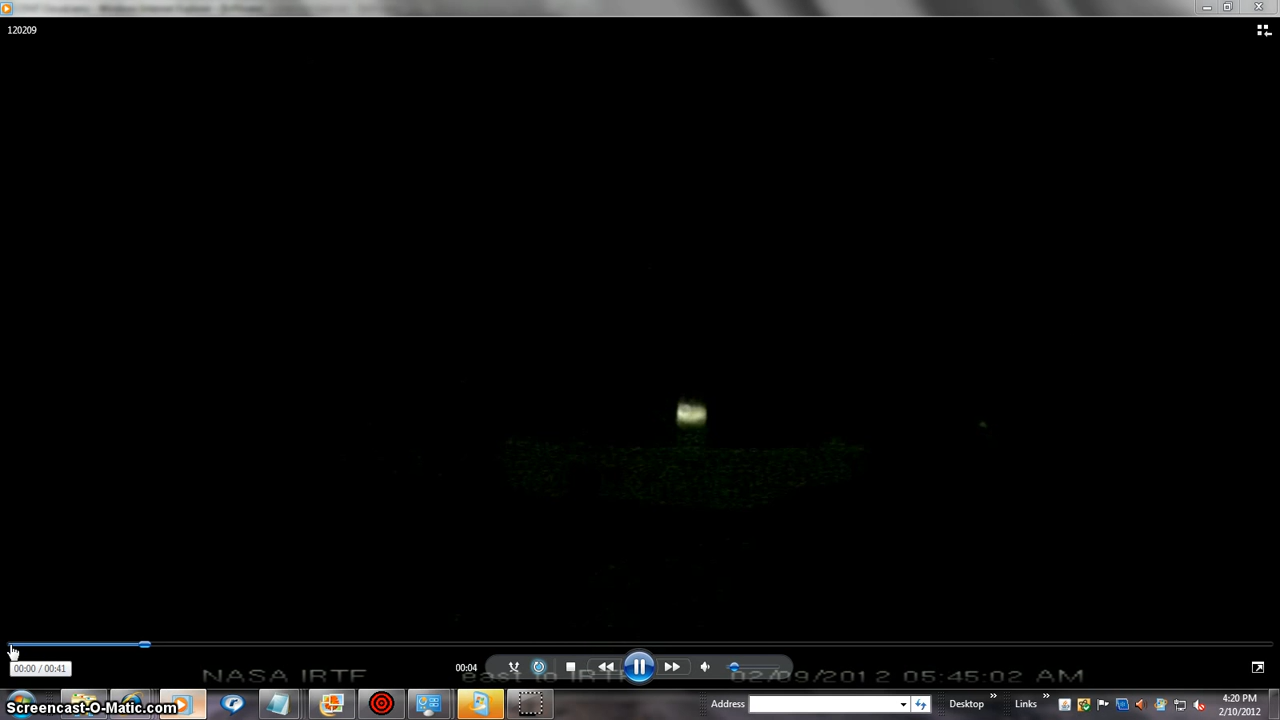 120209
00:00 / 00:41
00:04
NASA IRTF east to IRTF 02/09/2012 05:45:02 AM
Screencast-O-Matic.com
Address
Desktop »
Links »
4:20 PM
2/10/2012